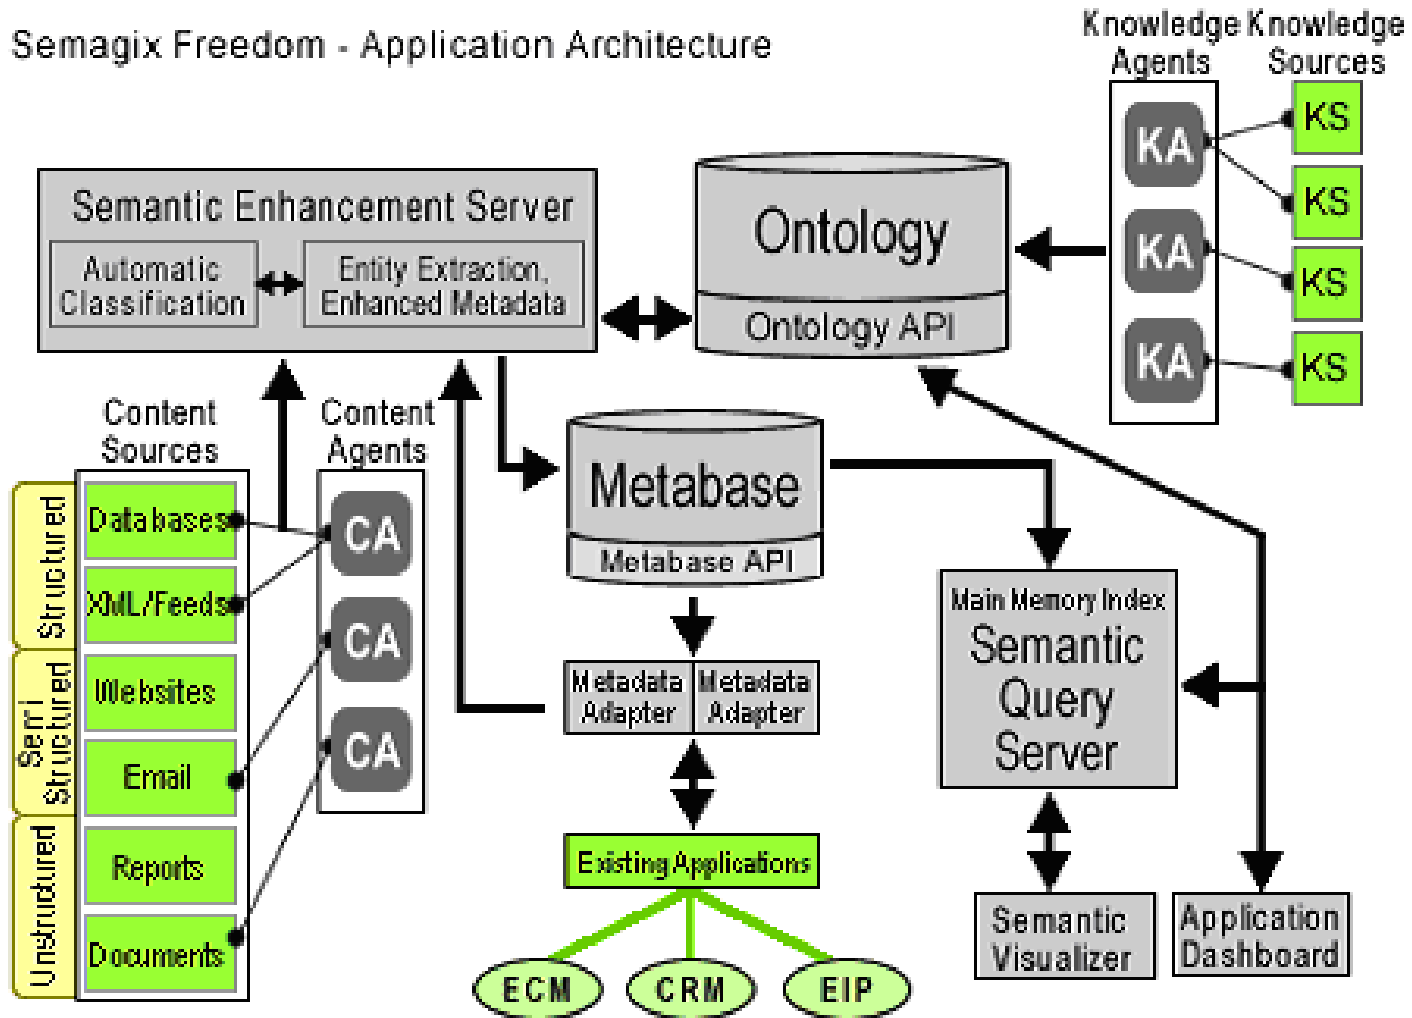 Semagix Freedom - Application Architecture
Knowledge Agents
Knowledge Sources
KA
KA
KA
KS
KS
KS
KS
Semantic Enhancement Server
Automatic
Classification
Entity Extraction,
Enhanced Metadata
Ontology
Ontology API
Content
Sources
Content
Agents
Structured
Semi
Structured
Unstructured
Databases
XML/Feeds
Websites
Email
Reports
Documents
CA
CA
CA
Metabase
Metabase API
Metadata
Adapter
Metadata
Adapter
Existing Applications
ECM
CRM
EIP
Main Memory Index
Semantic
Query
Server
Semantic
Visualizer
Application
Dashboard